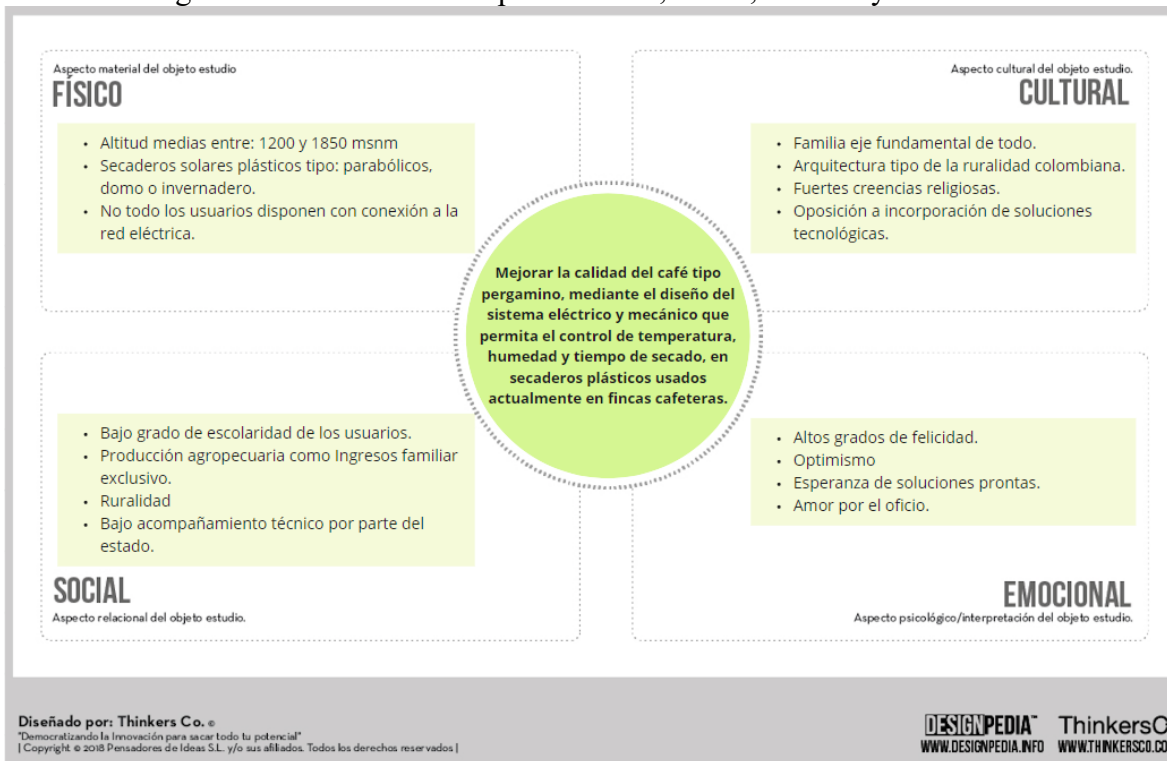 Aspecto material del objeto estudio
FÍSICO
• Altitud medias entre: 1200 y 1850 msnm
• Secaderos solares plásticos tipo: parabólicos,
domo o invernadero.
• No todo los usuarios disponen con conexión a la
red eléctrica.
Aspecto cultural del objeto estudio.
CULTURAL
• Familia eje fundamental de todo.
• Arquitectura tipo de la ruralidad colombiana.
• Fuertes creencias religiosas.
• Oposición a incorporación de soluciones
tecnológicas.
Mejorar la calidad del café tipo
pergamino, mediante el diseño del
sistema eléctrico y mecánico que
permita el control de temperatura,
humedad y tiempo de secado, en
secaderos plásticos usados
actualmente en fincas cafeteras.
• Bajo grado de escolaridad de los usuarios.
• Producción agropecuaria como Ingresos familiar
exclusivo.
• Ruralidad
• Bajo acompañamiento técnico por parte del
estado.
SOCIAL
Aspecto relacional del objeto estudio.
• Altos grados de felicidad.
• Optimismo
• Esperanza de soluciones prontas.
• Amor por el oficio.
EMOCIONAL
Aspecto psicológico/interpretación del objeto estudio.
Diseñado por: Thinkers Co. ©
"Democratizando la Innovación para sacar todo tu potencial"
| Copyright © 2018 Pensadores de Ideas S.L. y/o sus afiliados. Todos los derechos reservados |
DESIGNPEDIA™
WWW.DESIGNPEDIA.INFO
ThinkersC
WWW.THINKERSCO.CO